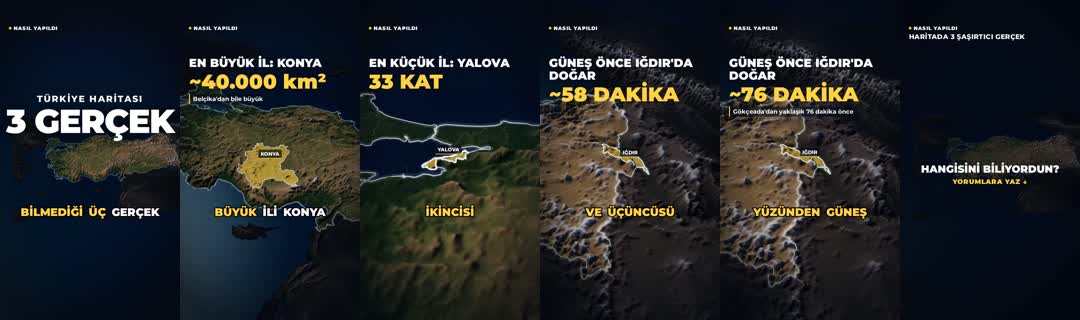 NASIL YAPILDI
TÜRKİYE HARİTASI
3 GERÇEK
BİLMEDİĞİ ÜÇ GERÇEK
NASIL YAPILDI
EN BÜYÜK İL: KONYA
~40.000 km²
Belçika'dan bile büyük
KONYA
BÜYÜK İLİ KONYA
NASIL YAPILDI
EN KÜÇÜK İL: YALOVA
33 KAT
YALOVA
İKİNCİSİ
NASIL YAPILDI
GÜNEŞ ÖNCE IĞDIR'DA
DOĞAR
~58 DAKİKA
IĞDIR
VE ÜÇÜNCÜSÜ
NASIL YAPILDI
GÜNEŞ ÖNCE IĞDIR'DA
DOĞAR
~76 DAKİKA
Gökçeada'dan yaklaşık 76 dakika önce
IĞDIR
YÜZÜNDEN GÜNEŞ
NASIL YAPILDI
HARİTADA 3 ŞAŞIRTICI GERÇEK
HANGİSİNİ BİLİYORDUN?
YORUMLARA YAZ ↓